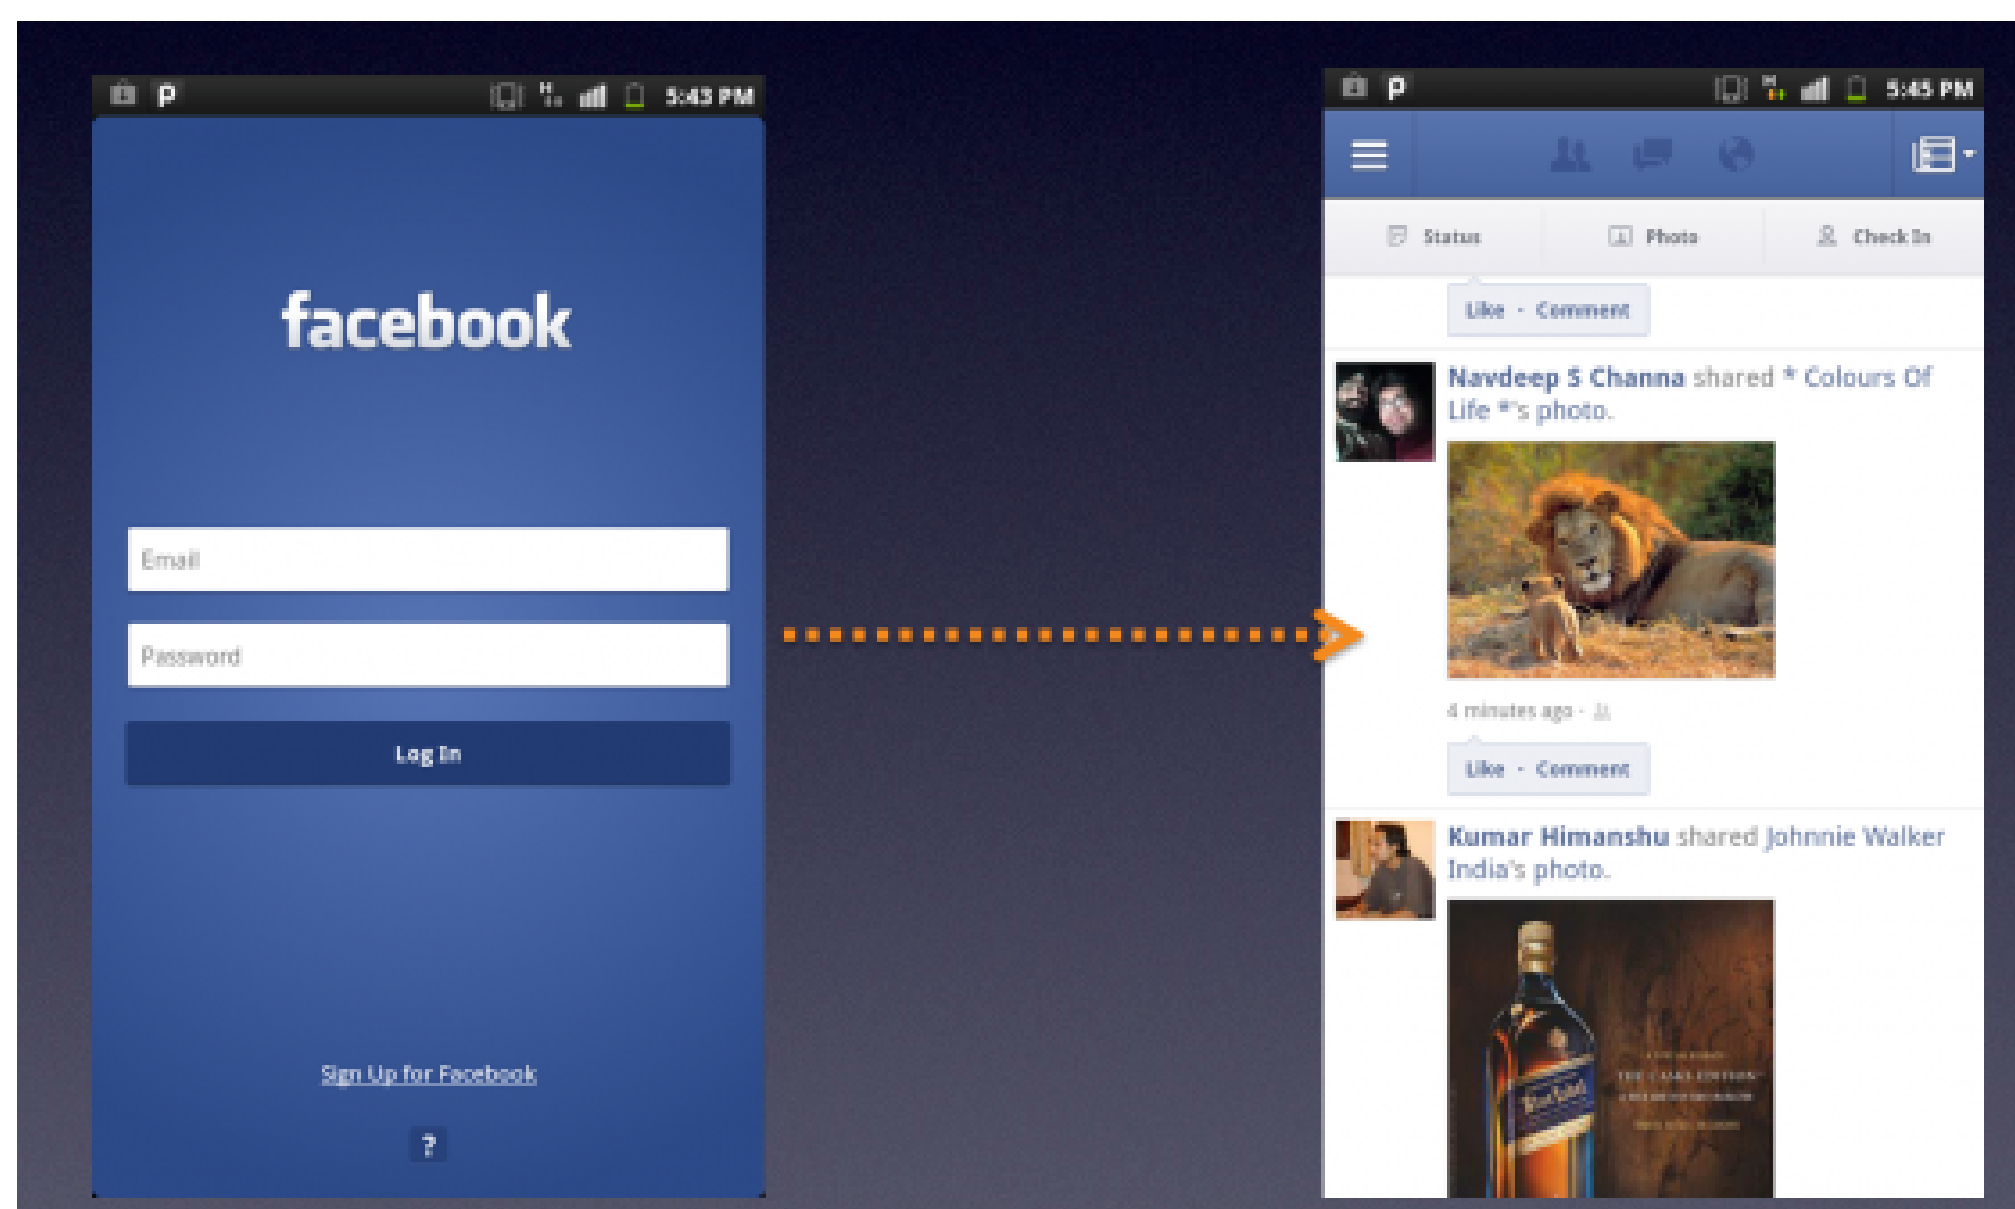 P
5:43 PM
facebook
Email
Password
Log In
Sign Up for Facebook
?
P
5:45 PM
Status
Photo
Check In
Like · Comment
Navdeep S Channa shared * Colours Of
Life *'s photo.
4 minutes ago ·
Like · Comment
Kumar Himanshu shared Johnnie Walker
India's photo.
Blue Label